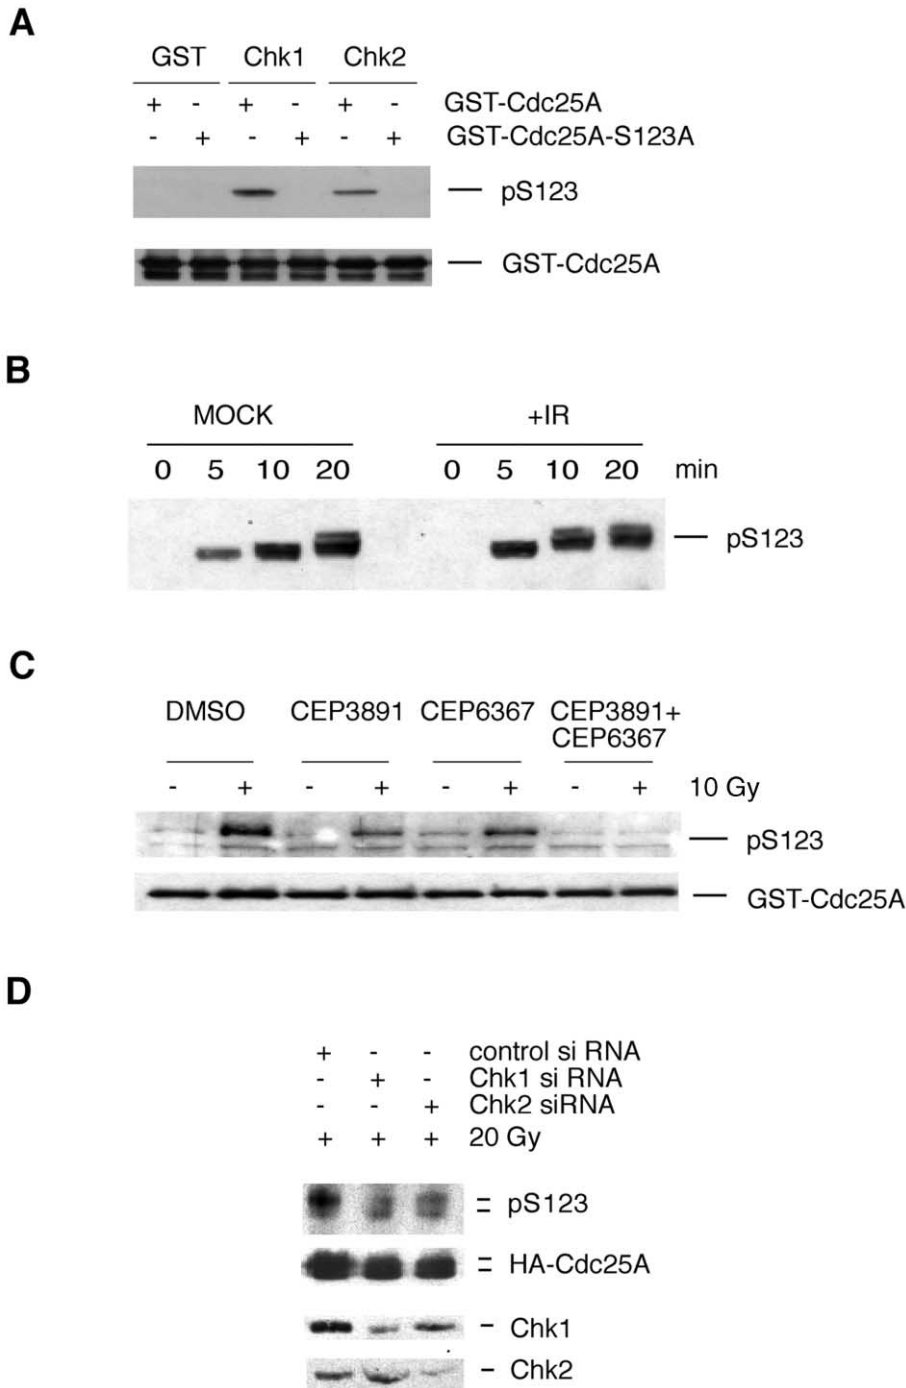 A
GST Chk1 Chk2
+ - + - + - GST-Cdc25A
- + - + - + GST-Cdc25A-S123A
pS123
GST-Cdc25A
B
MOCK +IR
0 5 10 20 0 5 10 20 min
pS123
C
DMSO CEP3891 CEP6367 CEP3891+
CEP6367
- + - + - + - + 10 Gy
pS123
GST-Cdc25A
D
+ - - control si RNA
- + - Chk1 si RNA
- - + Chk2 siRNA
+ + + 20 Gy
pS123
HA-Cdc25A
Chk1
Chk2